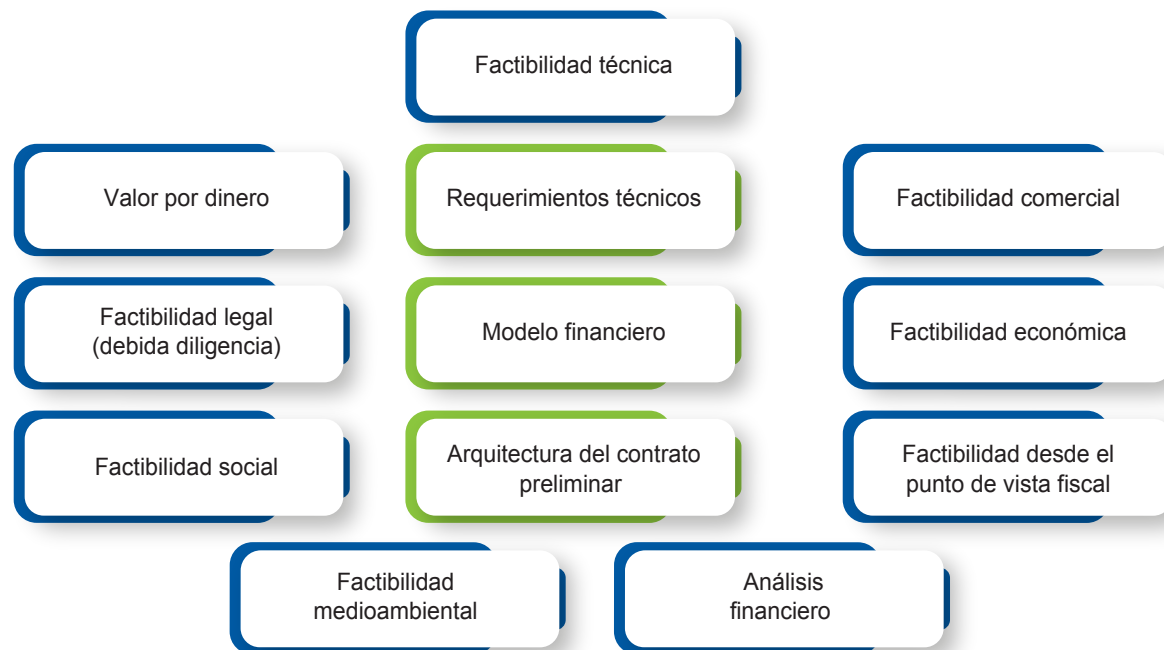 Factibilidad técnica
Valor por dinero
Requerimientos técnicos
Factibilidad comercial
Factibilidad legal
(debida diligencia)
Modelo financiero
Factibilidad económica
Factibilidad social
Arquitectura del contrato
preliminar
Factibilidad desde el
punto de vista fiscal
Factibilidad
medioambiental
Análisis
financiero